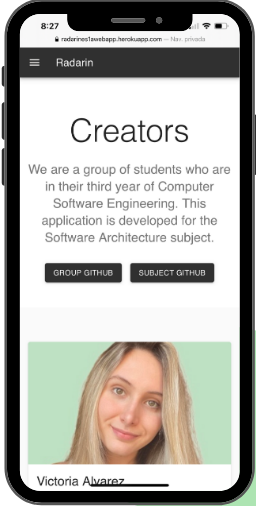 8:27
radarines1awebapp.herokuapp.com — Nav. privada
Radarin
Creators
We are a group of students who are
in their third year of Computer
Software Engineering. This
application is developed for the
Software Architecture subject.
GROUP GITHUB SUBJECT GITHUB
Victoria Alvarez